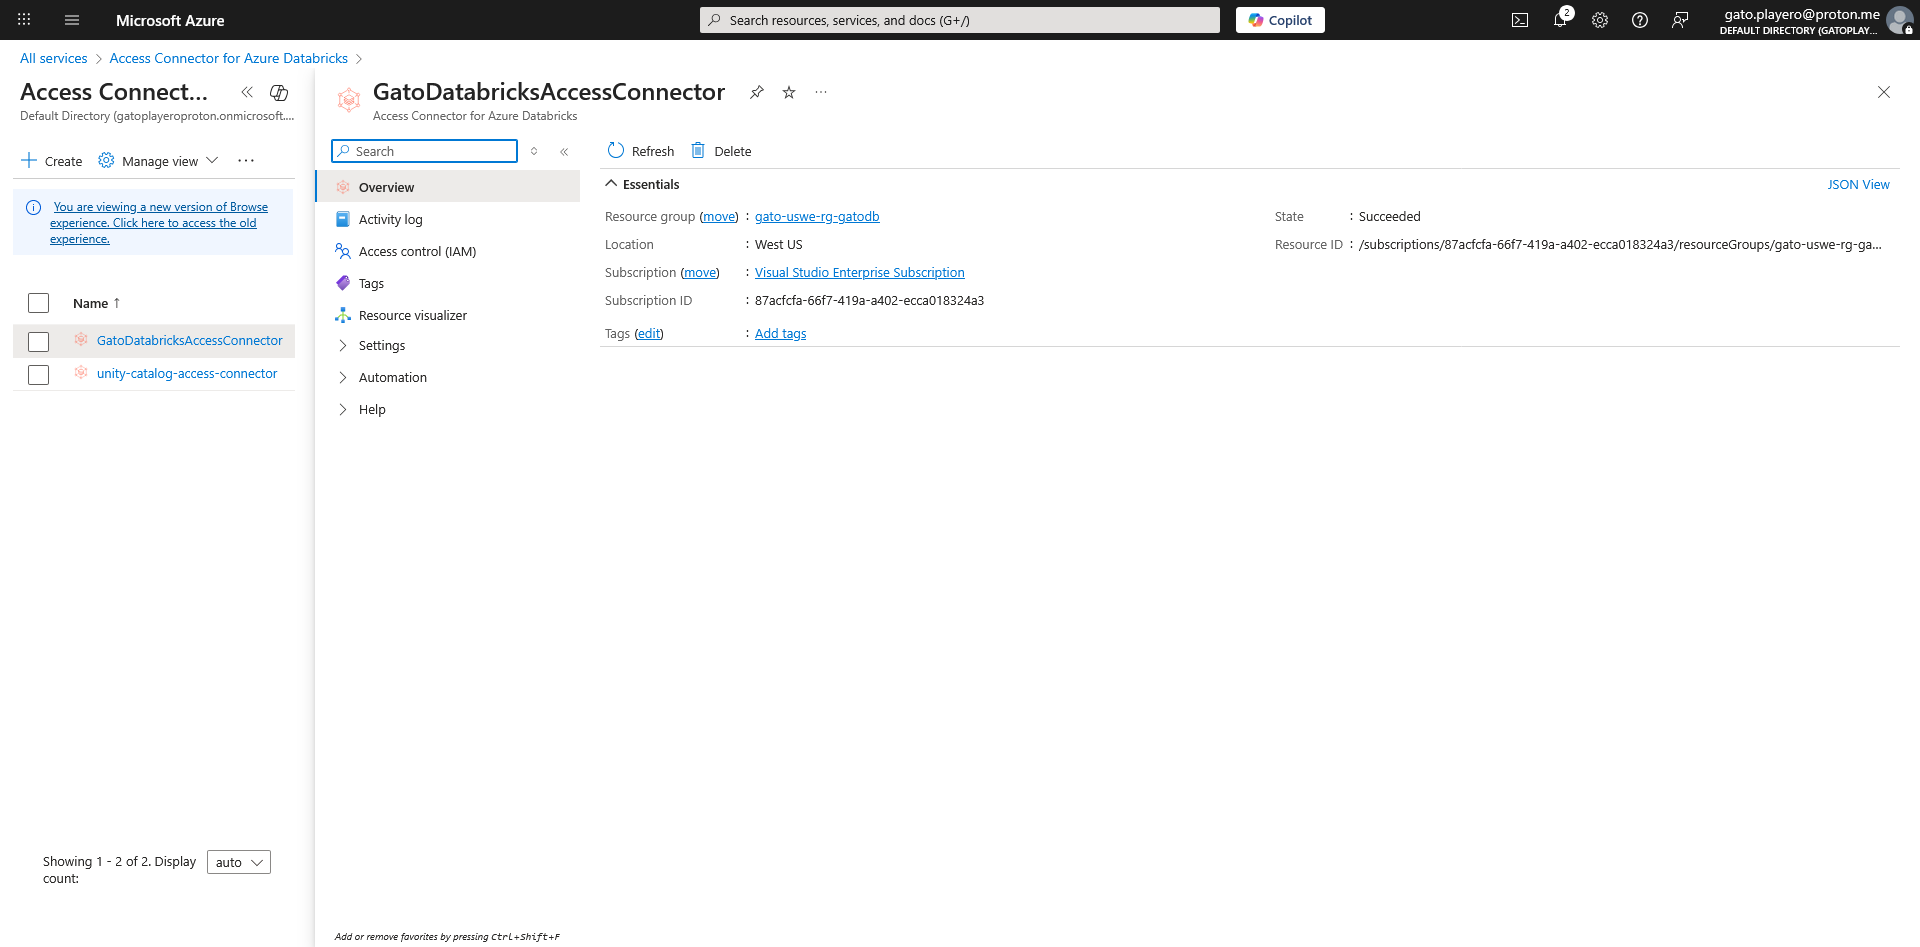 Microsoft Azure
Search resources, services, and docs (G+/)
Copilot
2
gato.playero@proton.me
DEFAULT DIRECTORY (GATOPLAY...
All services
Access Connector for Azure Databricks
Access Connect...
Default Directory (gatoplayeroproton.onmicrosoft....
Create
Manage view
You are viewing a new version of Browse
experience. Click here to access the old
experience.
Name ↑
GatoDatabricksAccessConnector
unity-catalog-access-connector
Showing 1 - 2 of 2. Display
count:
auto
GatoDatabricksAccessConnector
Access Connector for Azure Databricks
Search
Overview
Activity log
Access control (IAM)
Tags
Resource visualizer
Settings
Automation
Help
Add or remove favorites by pressing Ctrl+Shift+F
Refresh
Delete
Essentials
JSON View
Resource group (move) : gato-uswe-rg-gatodb
Location : West US
Subscription (move) : Visual Studio Enterprise Subscription
Subscription ID : 87acfcfa-66f7-419a-a402-ecca018324a3
Tags (edit) : Add tags
State : Succeeded
Resource ID : /subscriptions/87acfcfa-66f7-419a-a402-ecca018324a3/resourceGroups/gato-uswe-rg-ga...